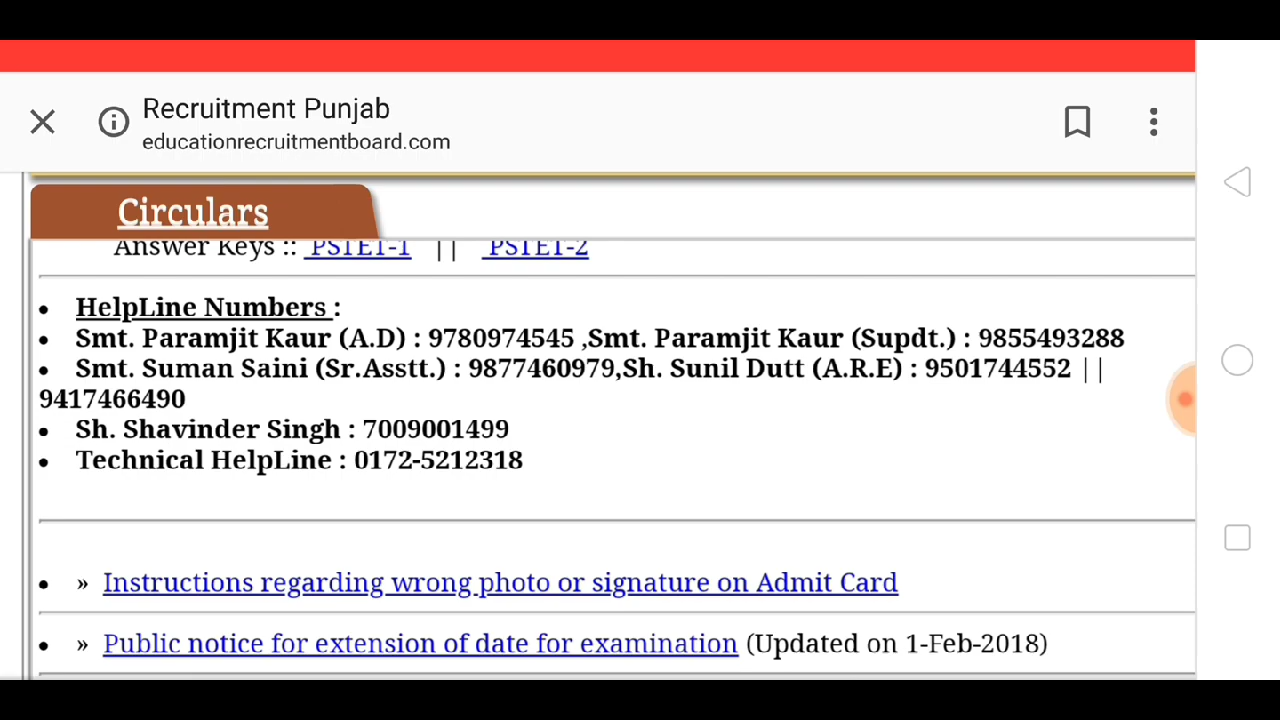 Recruitment Punjab
educationrecruitmentboard.com
Circulars
Answer Keys :: PSTET-1 || PSTET-2
HelpLine Numbers :
Smt. Paramjit Kaur (A.D) : 9780974545 ,Smt. Paramjit Kaur (Supdt.) : 9855493288
Smt. Suman Saini (Sr.Asstt.) : 9877460979,Sh. Sunil Dutt (A.R.E) : 9501744552 ||
9417466490
Sh. Shavinder Singh : 7009001499
Technical HelpLine : 0172-5212318
» Instructions regarding wrong photo or signature on Admit Card
» Public notice for extension of date for examination (Updated on 1-Feb-2018)